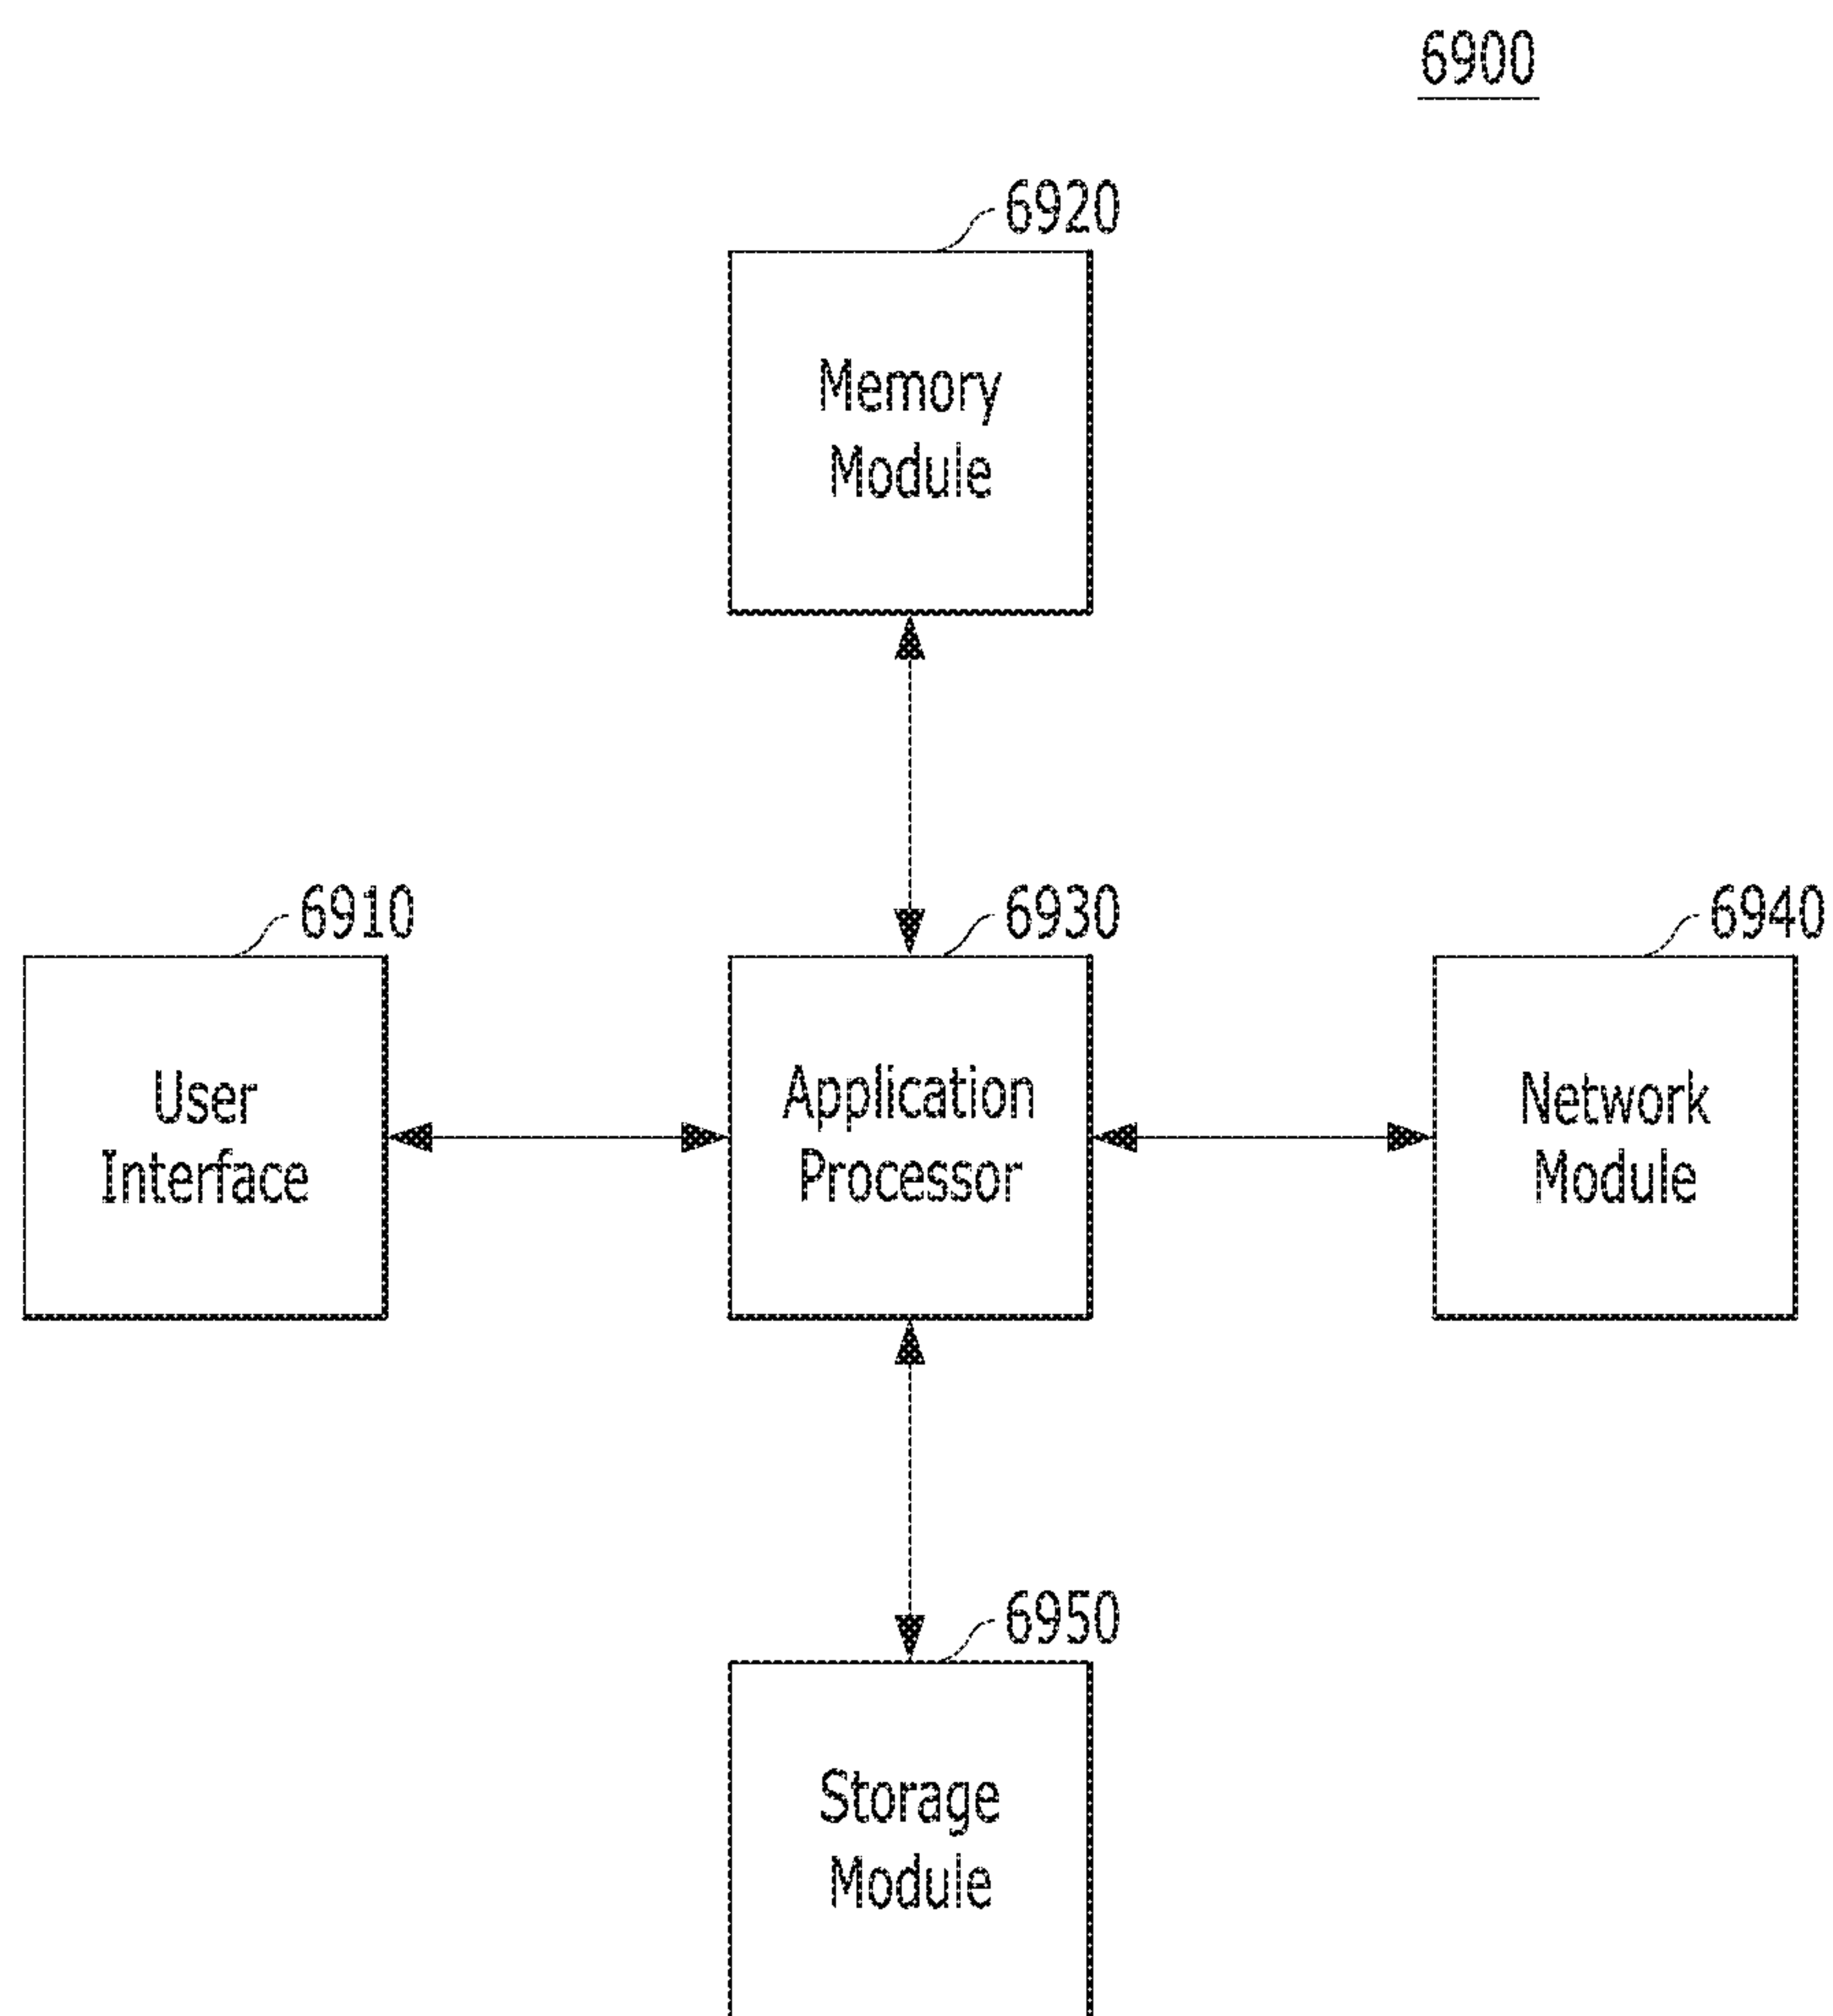 6900
6920
Memory
Module
6910
6930
6940
User
Interface
Application
Processor
Network
Module
6950
Storage
Module